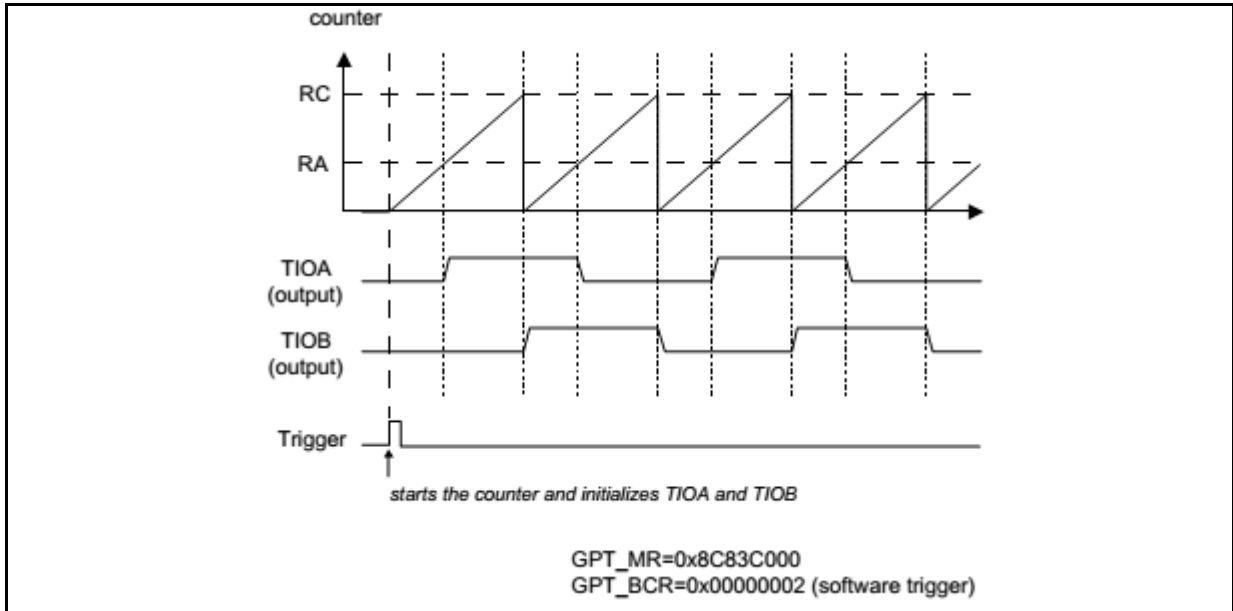 counter
RC
RA
TIOA
(output)
TIOB
(output)
Trigger
starts the counter and initializes TIOA and TIOB
GPT_MR=0x8C83C000
GPT_BCR=0x00000002 (software trigger)